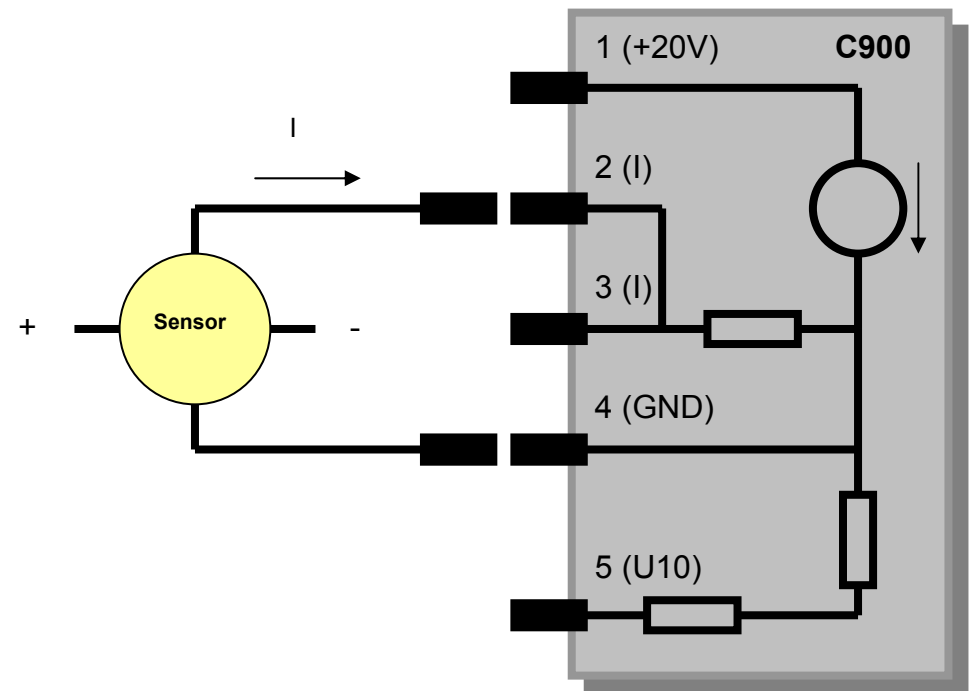 1 (+20V) C900
I
2 (I)
3 (I)
+ Sensor -
4 (GND)
5 (U10)